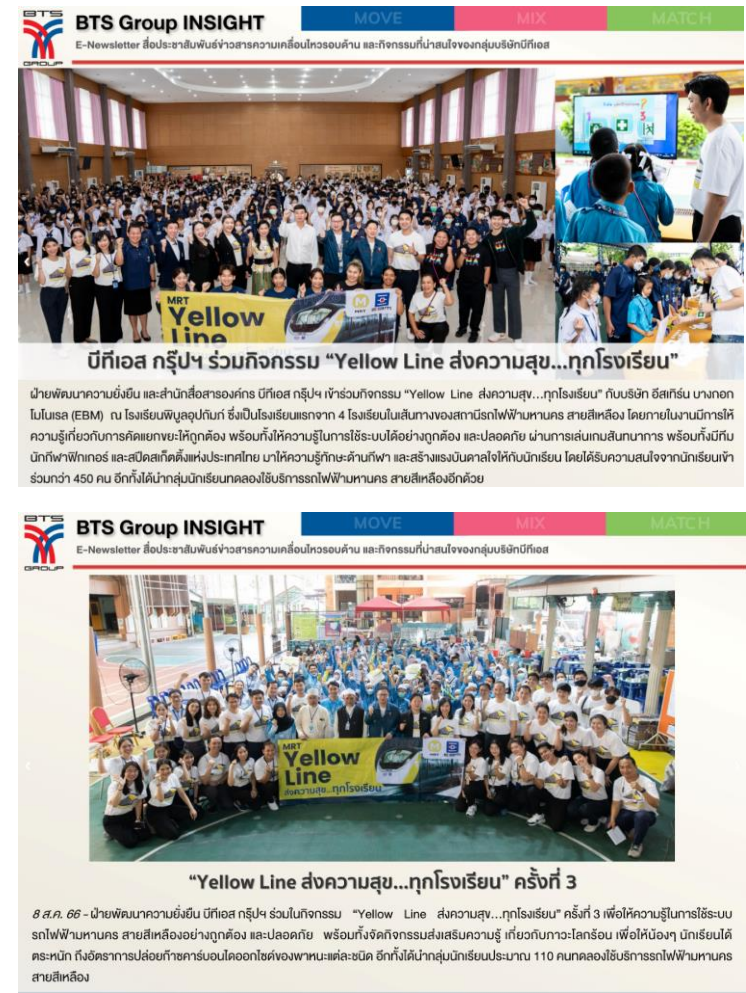 BTS
GROUP
BTS Group INSIGHT
MOVE
MIX
MATCH
E-Newsletter สื่อประชาสัมพันธ์ข่าวสารความเคลื่อนไหวรอบด้าน และกิจกรรมที่น่าสนใจของกลุ่มบริษัทบีทีเอส
MRT
Yellow
Line
บีทีเอส กรุ๊ปฯ ร่วมกิจกรรม “Yellow Line ส่งความสุข...ทุกโรงเรียน”
ฝ่ายพัฒนาความยั่งยืน และสำนักสื่อสารองค์กร บีทีเอส กรุ๊ปฯ เข้าร่วมกิจกรรม “Yellow Line ส่งความสุข...ทุกโรงเรียน” กับบริษัท อีสเทิร์น บางกอก
โมโนเรล (EBM) ณ โรงเรียนพิบูลอุปถัมภ์ ซึ่งเป็นโรงเรียนแรกจาก 4 โรงเรียนในเส้นทางของสถานีรถไฟฟ้ามหานคร สายสีเหลือง โดยภายในงานมีการให้
ความรู้เกี่ยวกับการคัดแยกขยะให้ถูกต้อง พร้อมทั้งให้ความรู้ในการใช้ระบบได้อย่างถูกต้อง และปลอดภัย ผ่านการเล่นเกมสันทนาการ พร้อมทั้งมีทีม
นักกีฬาฟิกเกอร์ และสปีดสเก็ตติ้งแห่งประเทศไทย มาให้ความรู้ทักษะด้านกีฬา และสร้างแรงบันดาลใจให้กับนักเรียน โดยได้รับความสนใจจากนักเรียนเข้า
ร่วมกว่า 450 คน อีกทั้งได้นำกลุ่มนักเรียนทดลองใช้บริการรถไฟฟ้ามหานคร สายสีเหลืองอีกด้วย
BTS
GROUP
BTS Group INSIGHT
MOVE
MIX
MATCH
E-Newsletter สื่อประชาสัมพันธ์ข่าวสารความเคลื่อนไหวรอบด้าน และกิจกรรมที่น่าสนใจของกลุ่มบริษัทบีทีเอส
MRT
Yellow
Line
ส่งความสุข...ทุกโรงเรียน
“Yellow Line ส่งความสุข...ทุกโรงเรียน” ครั้งที่ 3
8 ส.ค. 66 – ฝ่ายพัฒนาความยั่งยืน บีทีเอส กรุ๊ปฯ ร่วมในกิจกรรม “Yellow Line ส่งความสุข...ทุกโรงเรียน” ครั้งที่ 3 เพื่อให้ความรู้ในการใช้ระบบ
รถไฟฟ้ามหานคร สายสีเหลืองอย่างถูกต้อง และปลอดภัย พร้อมทั้งจัดกิจกรรมส่งเสริมความรู้ เกี่ยวกับภาวะโลกร้อน เพื่อให้น้องๆ นักเรียนได้
ตระหนัก ถึงอัตราการปล่อยก๊าซคาร์บอนไดออกไซด์ของพาหนะแต่ละชนิด อีกทั้งได้นำกลุ่มนักเรียนประมาณ 110 คนทดลองใช้บริการรถไฟฟ้ามหานคร
สายสีเหลือง